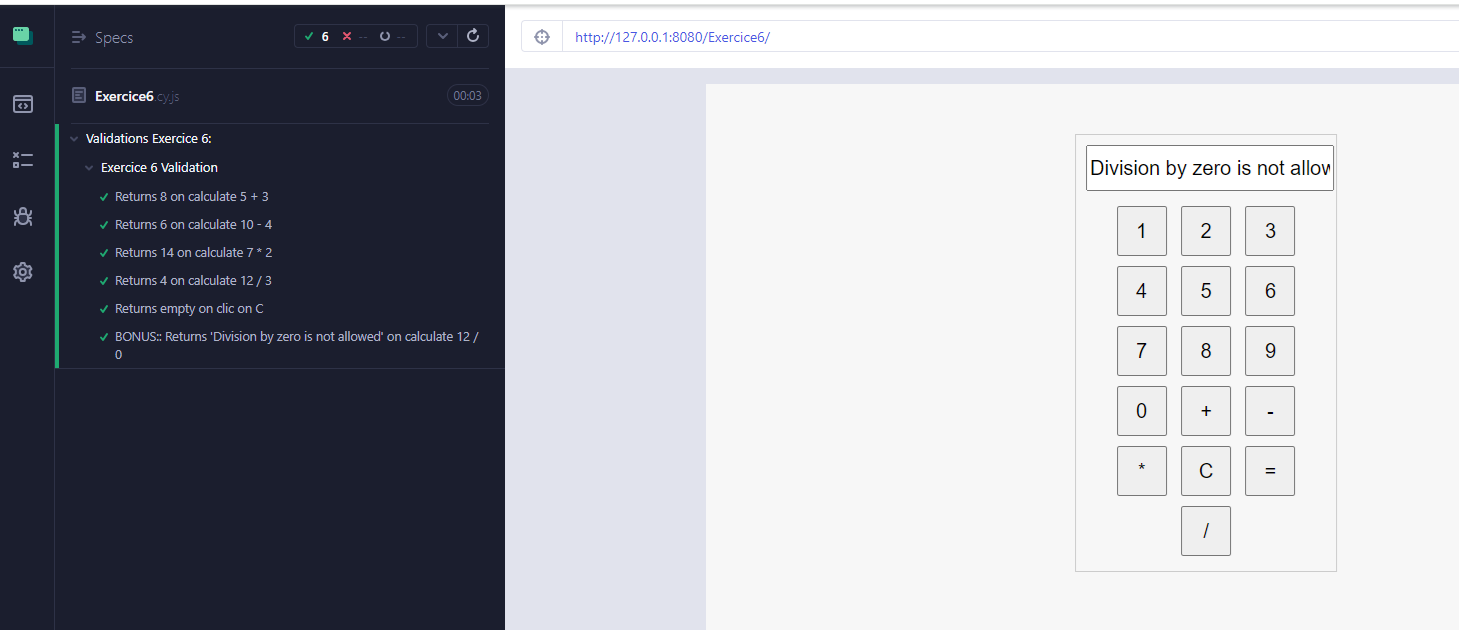 Specs
6 -- --
http://127.0.0.1:8080/Exercice6/
Exercice6.cy.js
00:03
Validations Exercice 6:
Exercice 6 Validation
Returns 8 on calculate 5 + 3
Returns 6 on calculate 10 - 4
Returns 14 on calculate 7 * 2
Returns 4 on calculate 12 / 3
Returns empty on clic on C
BONUS:: Returns 'Division by zero is not allowed' on calculate 12 /
0
Division by zero is not allow
1 2 3
4 5 6
7 8 9
0 + -
* C =
/